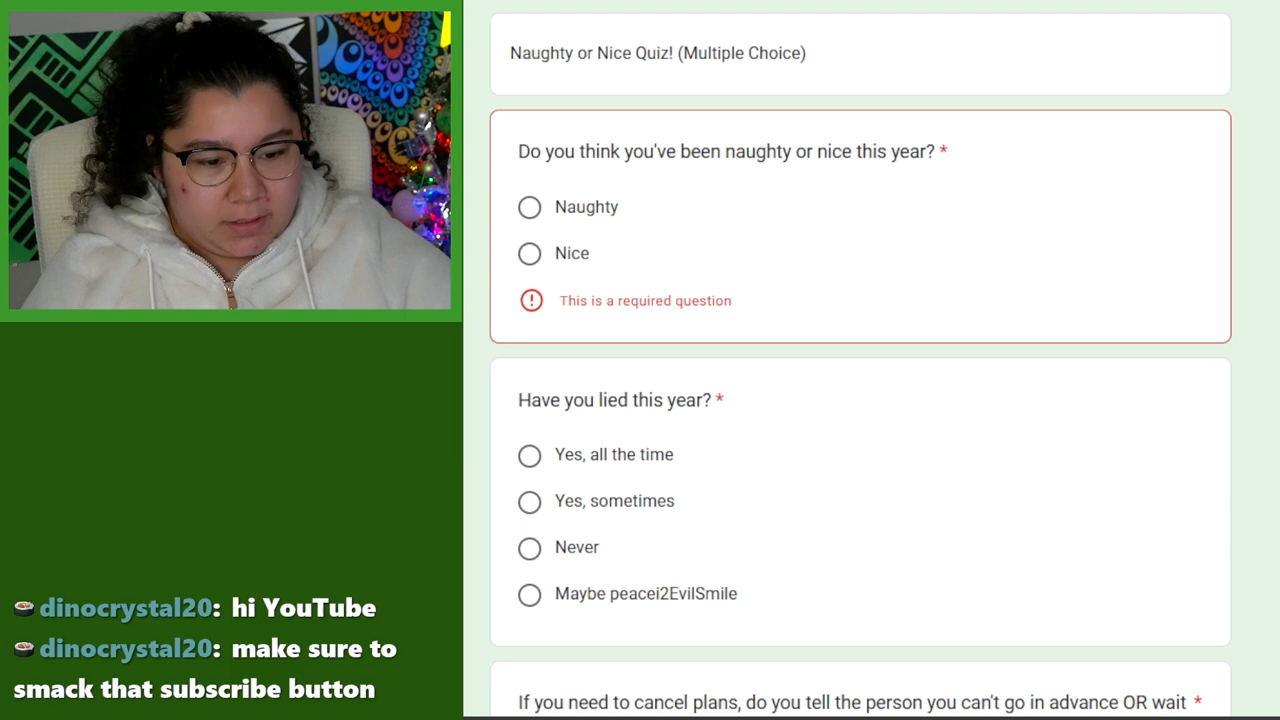 Naughty or Nice Quiz! (Multiple Choice)
Do you think you've been naughty or nice this year? *
Naughty
Nice
This is a required question
Have you lied this year? *
Yes, all the time
Yes, sometimes
Never
Maybe peacei2EvilSmile
If you need to cancel plans, do you tell the person you can't go in advance OR wait *
dinocrystal20: hi YouTube
dinocrystal20: make sure to
smack that subscribe button